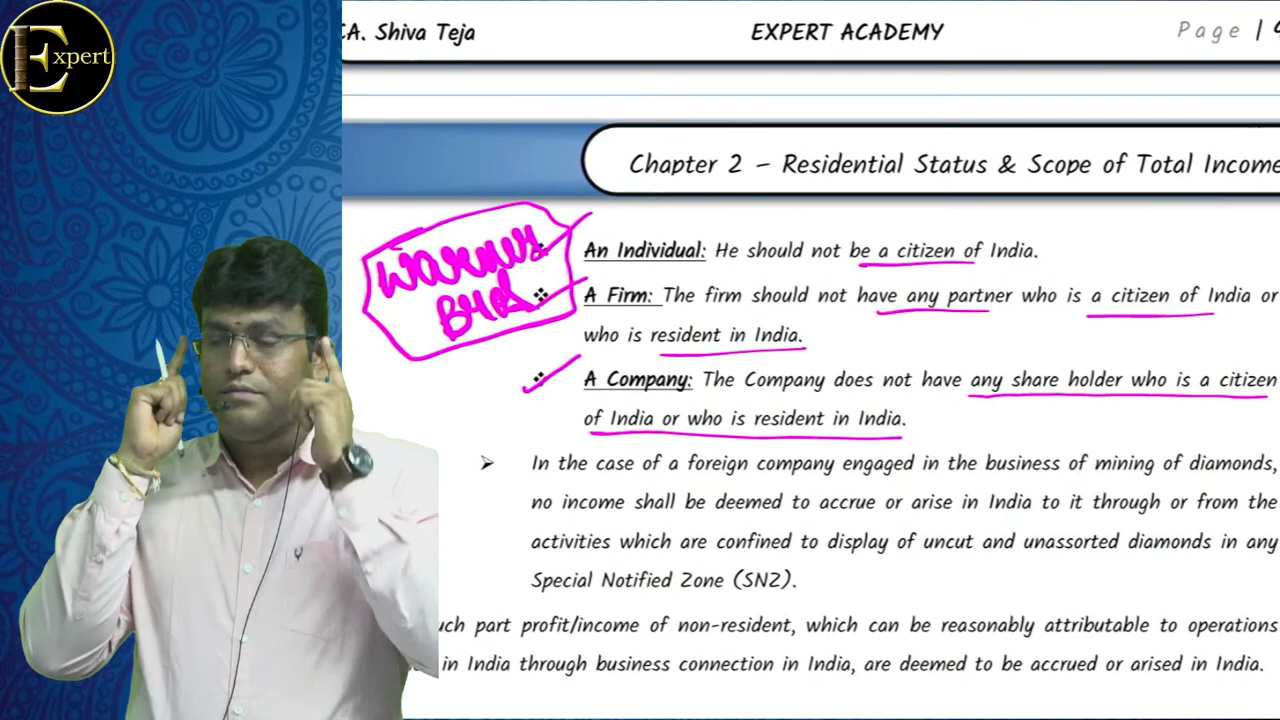 Expert
CA. Shiva Teja EXPERT ACADEMY Page | 4
Chapter 2 – Residential Status & Scope of Total Income
Warner
Bros
❖ An Individual: He should not be a citizen of India.
❖ A Firm: The firm should not have any partner who is a citizen of India or
who is resident in India.
❖ A Company: The Company does not have any share holder who is a citizen
of India or who is resident in India.
➢ In the case of a foreign company engaged in the business of mining of diamonds,
no income shall be deemed to accrue or arise in India to it through or from the
activities which are confined to display of uncut and unassorted diamonds in any
Special Notified Zone (SNZ).
uch part profit/income of non-resident, which can be reasonably attributable to operations
in India through business connection in India, are deemed to be accrued or arised in India.